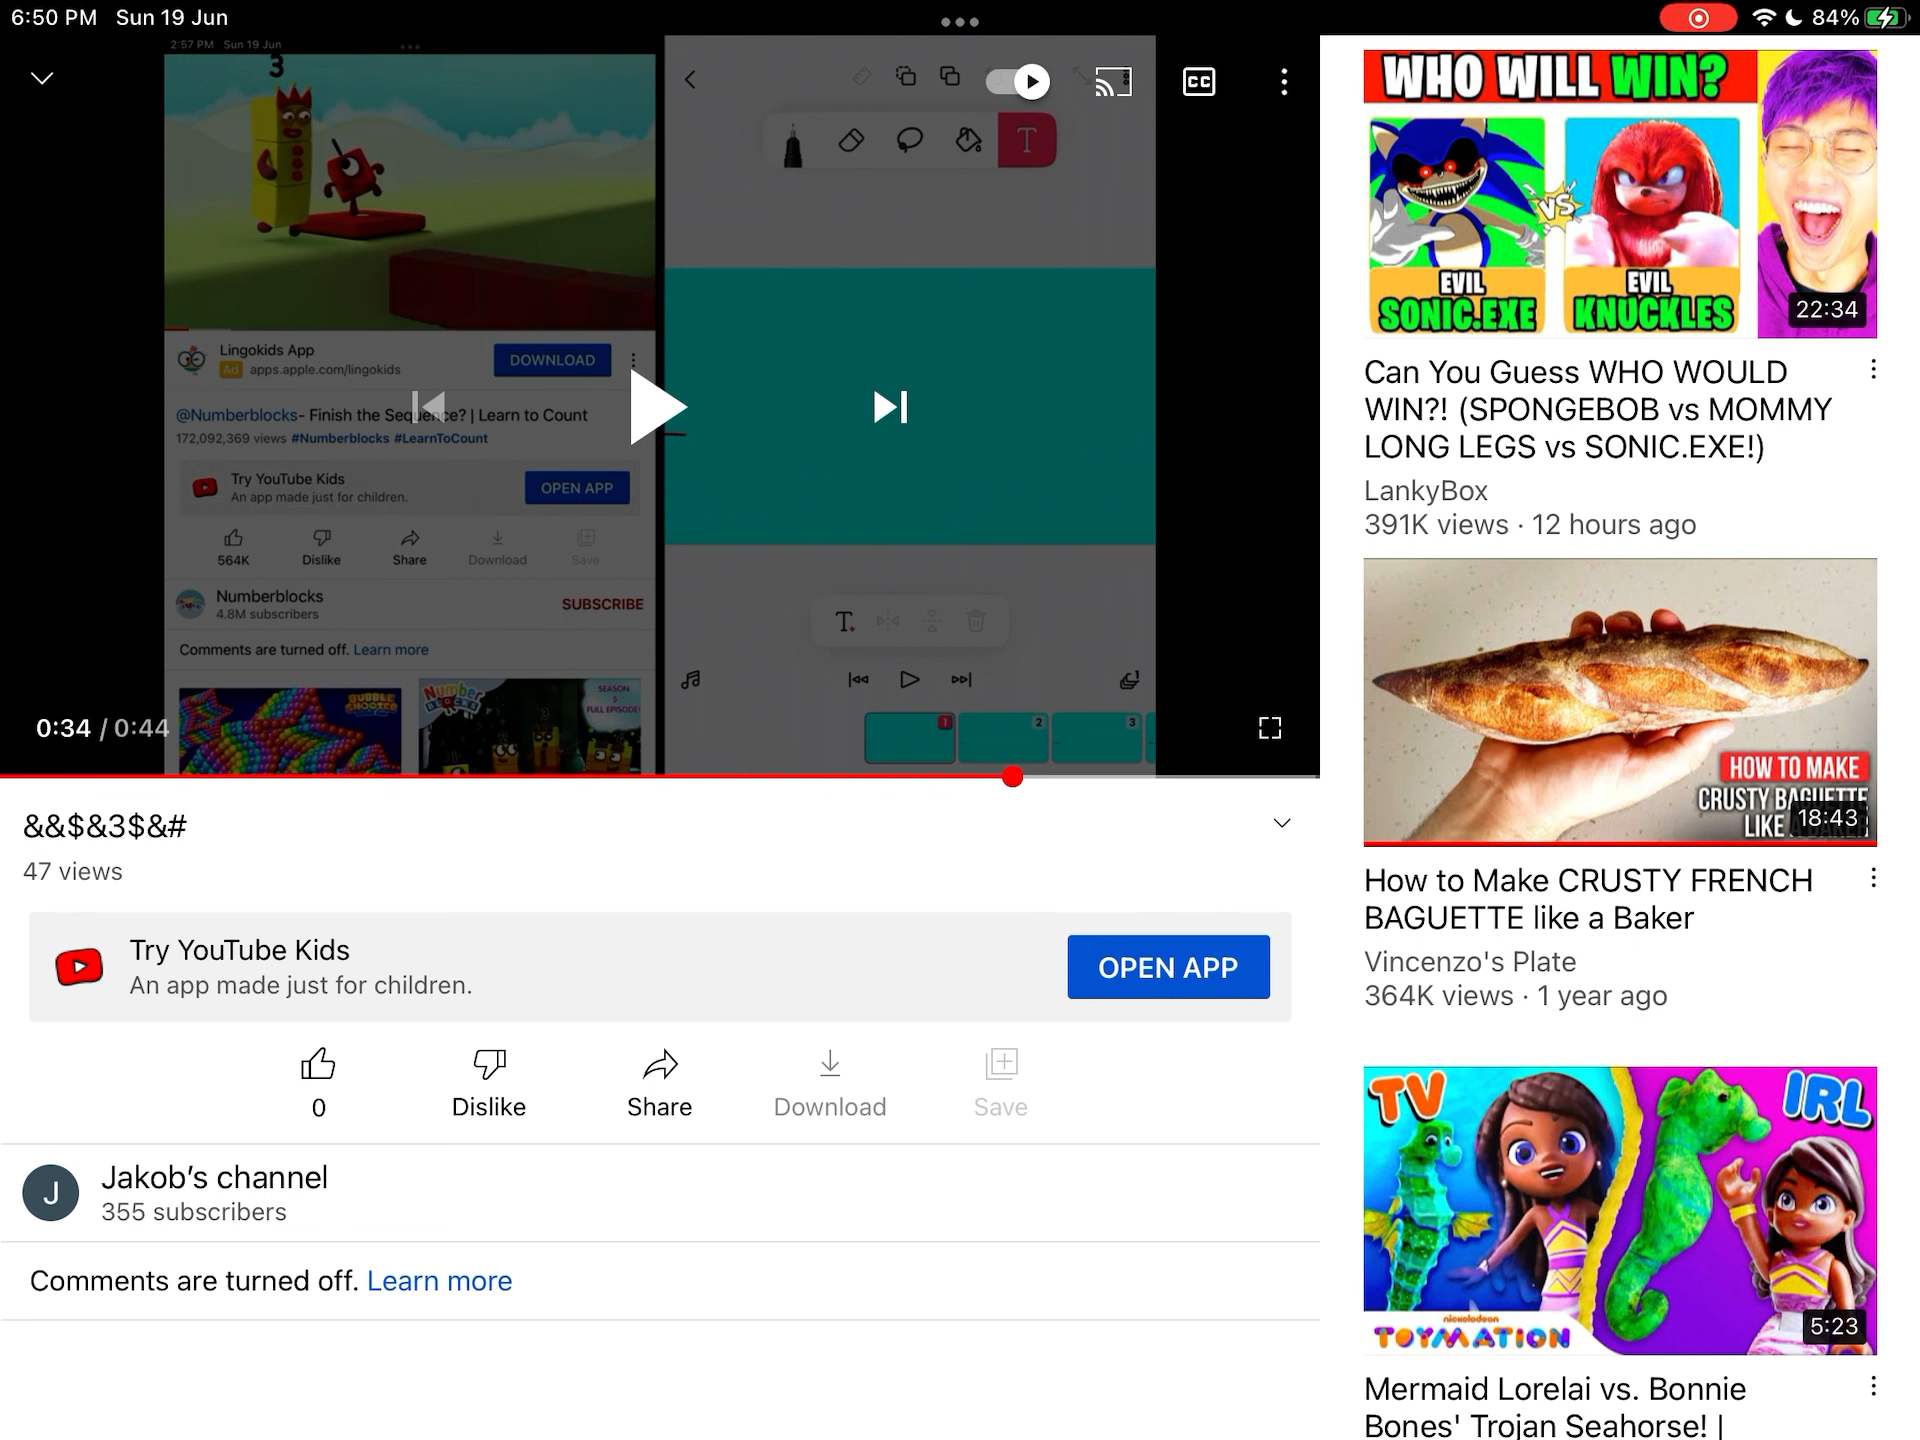 6:50 PM Sun 19 Jun
84%
2:57 PM Sun 19 Jun
3
CC
T
Lingokids App
Ad apps.apple.com/lingokids
DOWNLOAD
@Numberblocks- Finish the Sequence? | Learn to Count
172,092,369 views #Numberblocks #LearnToCount
Try YouTube Kids
An app made just for children.
OPEN APP
564K
Dislike
Share
Download
Save
Numberblocks
4.8M subscribers
SUBSCRIBE
Comments are turned off. Learn more
BUBBLE
SHOOTER
Number
BLOCKS
SEASON
5
FULL EPISODE
3
T.
1
2
3
0:34 / 0:44
&&$&3$&#
47 views
Try YouTube Kids
An app made just for children.
OPEN APP
0
Dislike
Share
Download
Save
J
Jakob’s channel
355 subscribers
Comments are turned off. Learn more
WHO WILL WIN?
VS
EVIL
SONIC.EXE
EVIL
KNUCKLES
22:34
Can You Guess WHO WOULD
WIN?! (SPONGEBOB vs MOMMY
LONG LEGS vs SONIC.EXE!)
LankyBox
391K views · 12 hours ago
HOW TO MAKE
CRUSTY BAGUETTE
LIKE
18:43
How to Make CRUSTY FRENCH
BAGUETTE like a Baker
Vincenzo's Plate
364K views · 1 year ago
TV
IRL
nickelodeon
TOYMATION
5:23
Mermaid Lorelai vs. Bonnie
Bones' Trojan Seahorse! |